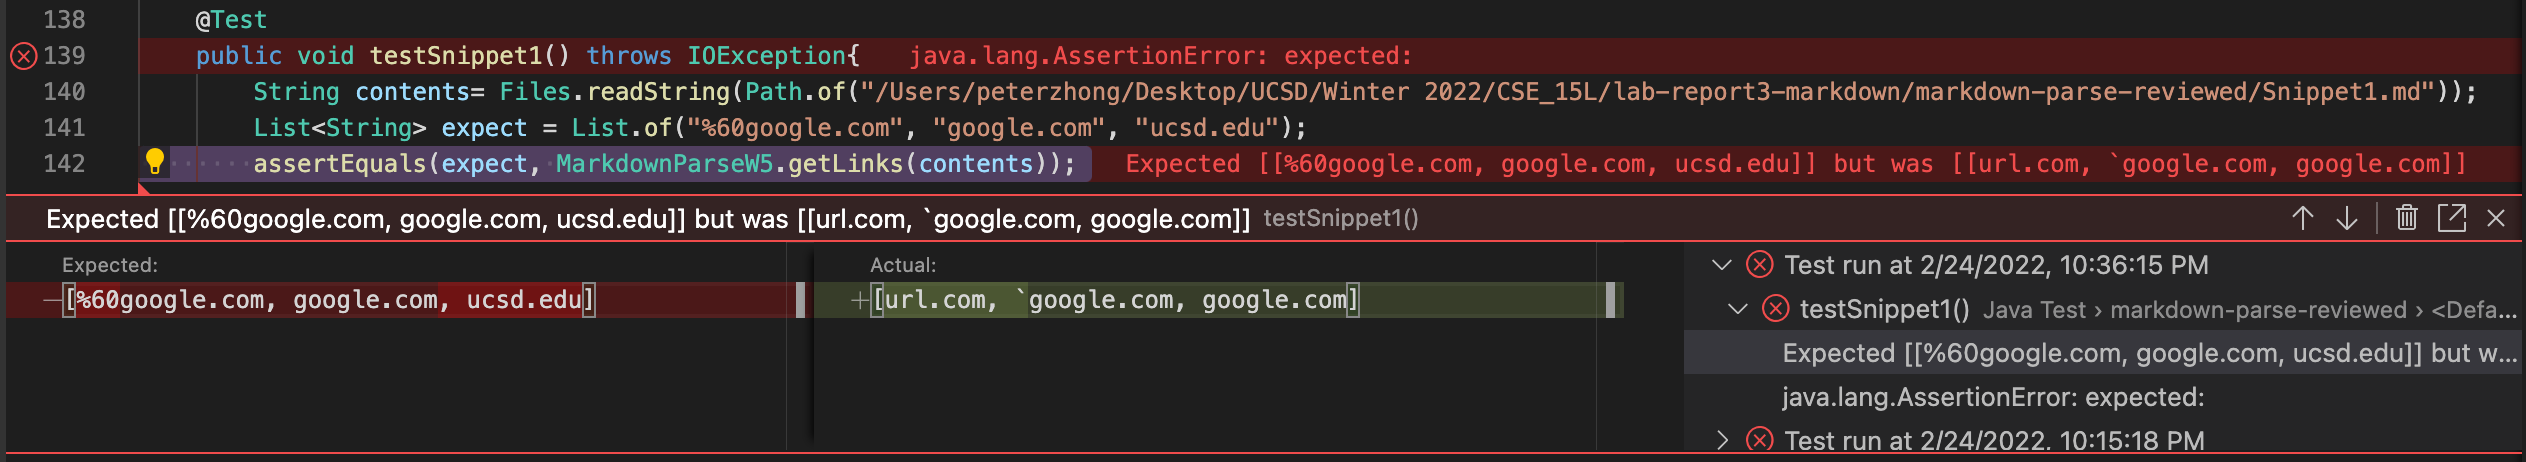 138 @Test
139 public void testSnippet1() throws IOException{ java.lang.AssertionError: expected:
140 String contents= Files.readString(Path.of("/Users/peterzhong/Desktop/UCSD/Winter 2022/CSE_15L/lab-report3-markdown/markdown-parse-reviewed/Snippet1.md"));
141 List<String> expect = List.of("%60google.com", "google.com", "ucsd.edu");
142 assertEquals(expect, MarkdownParseW5.getLinks(contents)); Expected [[%60google.com, google.com, ucsd.edu]] but was [[url.com, `google.com, google.com]]
Expected [[%60google.com, google.com, ucsd.edu]] but was [[url.com, `google.com, google.com]] testSnippet1()
Expected:
[%60google.com, google.com, ucsd.edu]
Actual:
[url.com, `google.com, google.com]
Test run at 2/24/2022, 10:36:15 PM
testSnippet1() Java Test › markdown-parse-reviewed › <Defa...
Expected [[%60google.com, google.com, ucsd.edu]] but w...
java.lang.AssertionError: expected:
Test run at 2/24/2022, 10:15:18 PM